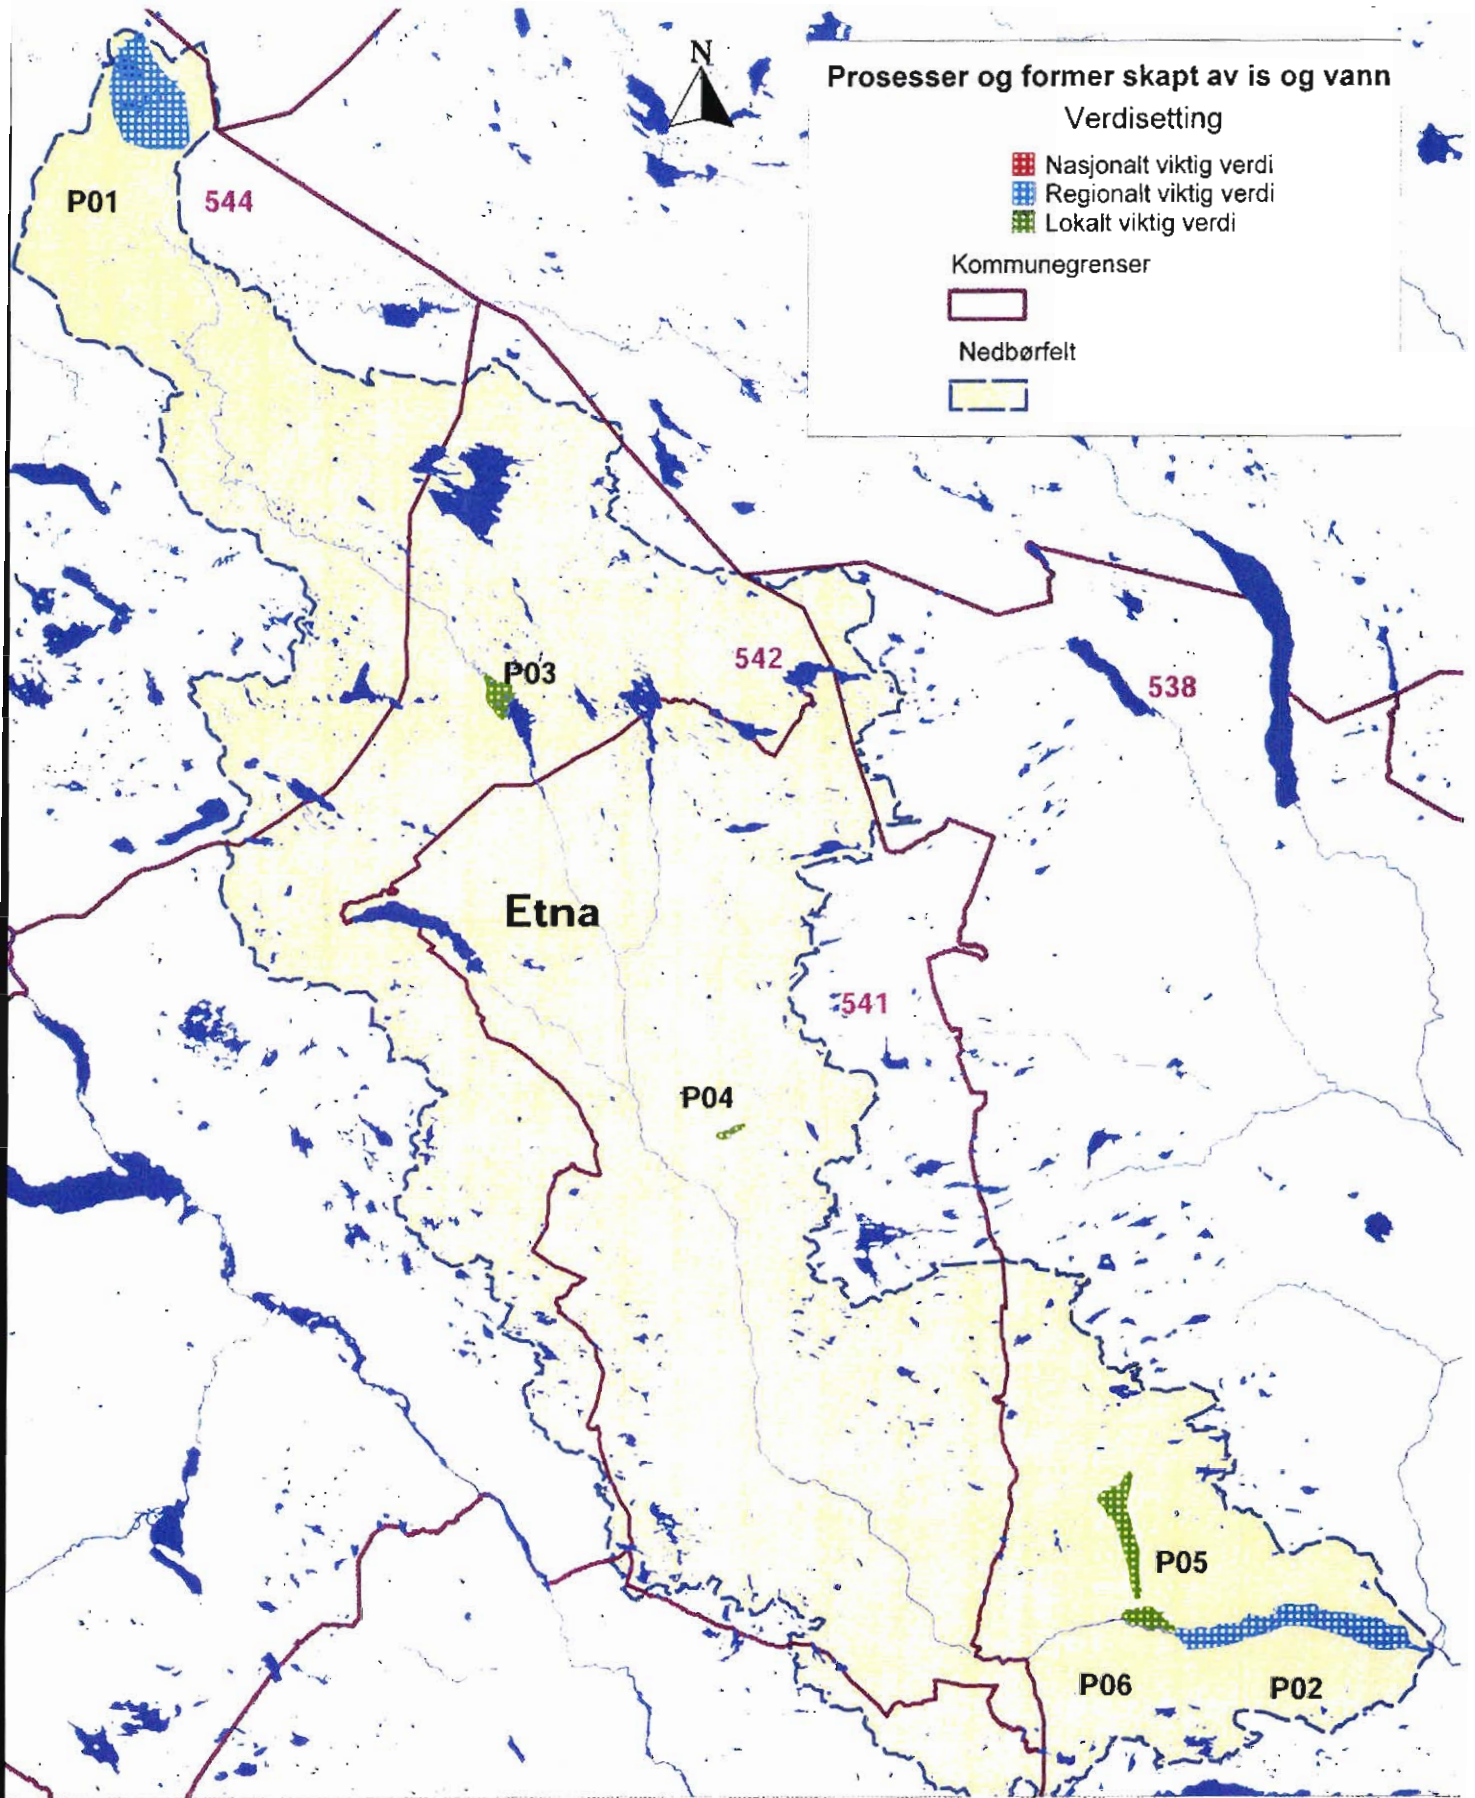 N
Prosesser og former skapt av is og vann
Verdisetting
Nasjonalt viktig verdi
Regionalt viktig verdi
Lokalt viktig verdi
Kommunegrenser
Nedbørfelt
P01
544
P03
542
538
Etna
541
P04
P05
P06
P02